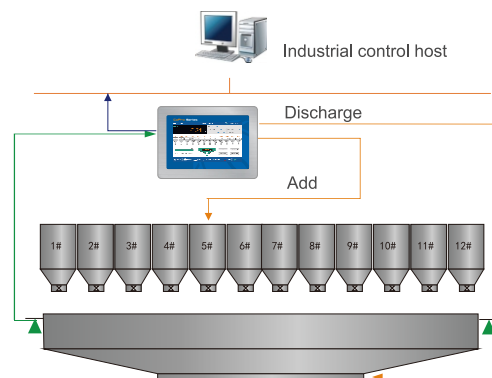 Industrial control host
Discharge
Add
1# 2# 3# 4# 5# 6# 7# 8# 9# 10# 11# 12#